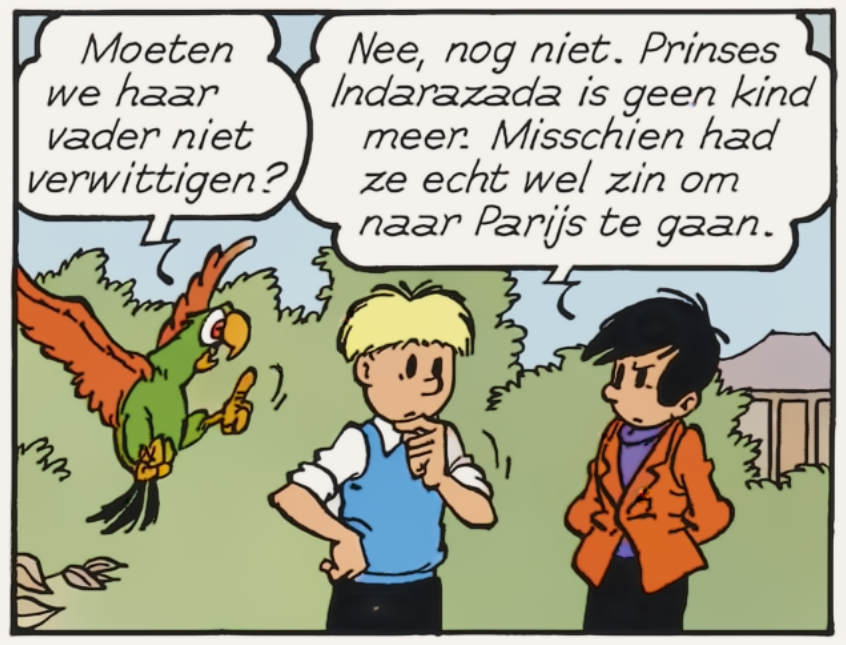 Moeten
we haar
vader niet
verwittigen?
Nee, nog niet. Prinses
Indarazada is geen kind
meer. Misschien had
ze echt wel zin om
naar Parijs te gaan.